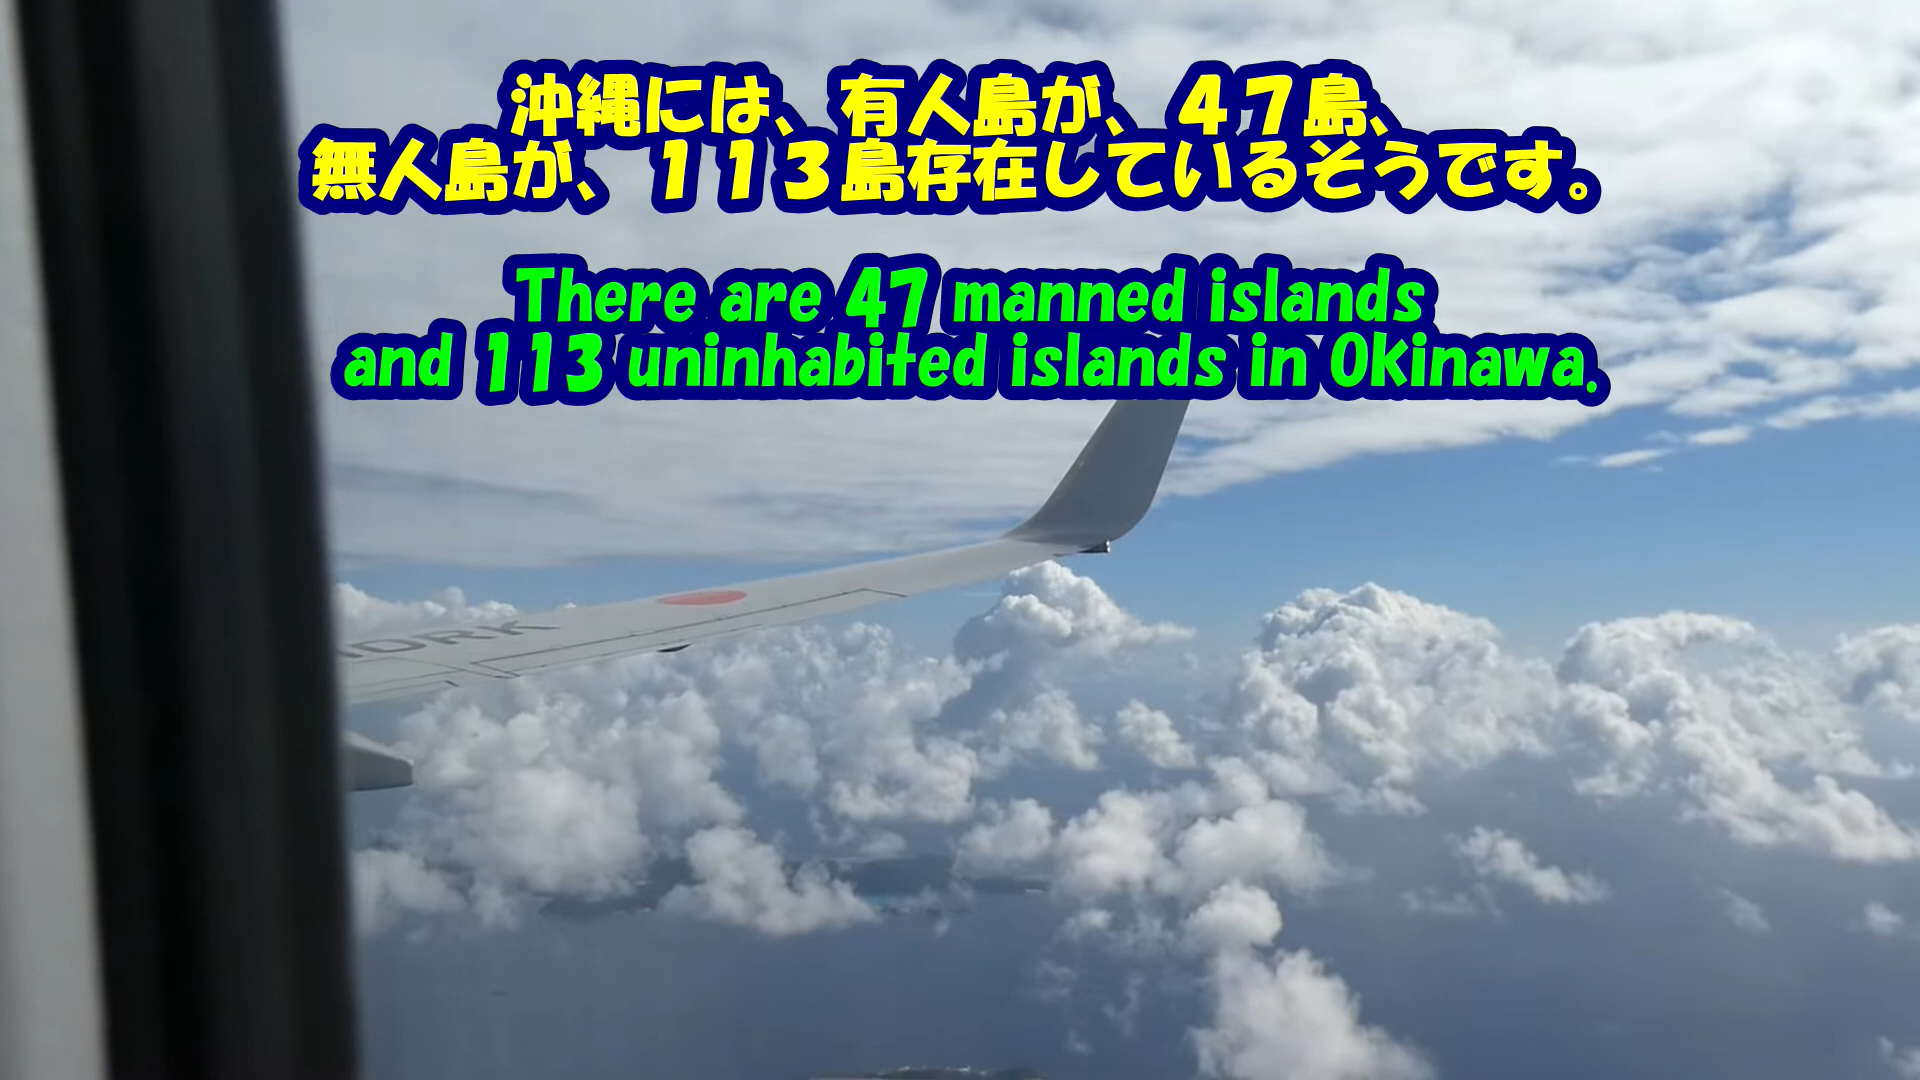 沖縄には、有人島が、４７島、
無人島が、１１３島存在しているそうです。
There are 47 manned islands
and 113 uninhabited islands in Okinawa.